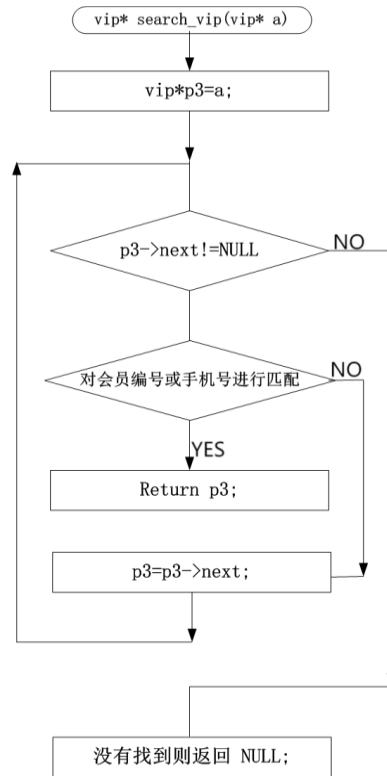 vip* search_vip(vip* a)
vip*p3=a;
p3->next!=NULL
NO
对会员编号或手机号进行匹配
NO
YES
Return p3;
p3=p3->next;
没有找到则返回 NULL;